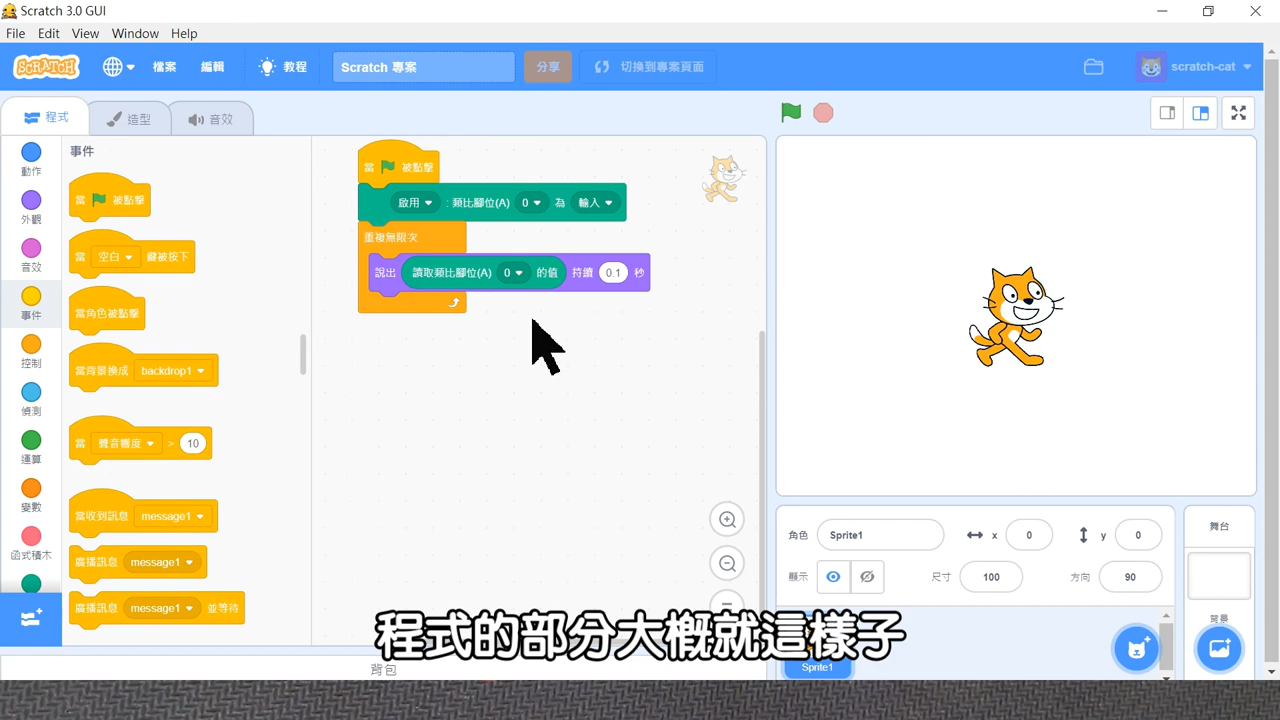 Scratch 3.0 GUI
File Edit View Window Help
SCRATCH 檔案 編輯 教程 Scratch 專案 分享 切換到專案頁面 scratch-cat
程式 造型 音效
動作
外觀
音效
事件
控制
偵測
運算
變數
函式積木
事件
當 被點擊
當 空白 鍵被按下
當角色被點擊
當背景換成 backdrop1
當 聲音響度 > 10
當收到訊息 message1
廣播訊息 message1
廣播訊息 message1 並等待
當 被點擊
啟用 : 類比腳位(A) 0 為 輸入
重複無限次
說出 讀取類比腳位(A) 0 的值 持續 0.1 秒
角色 Sprite1 x 0 y 0
顯示 尺寸 100 方向 90
Sprite1
舞台
背景
背包
程式的部分大概就這樣子